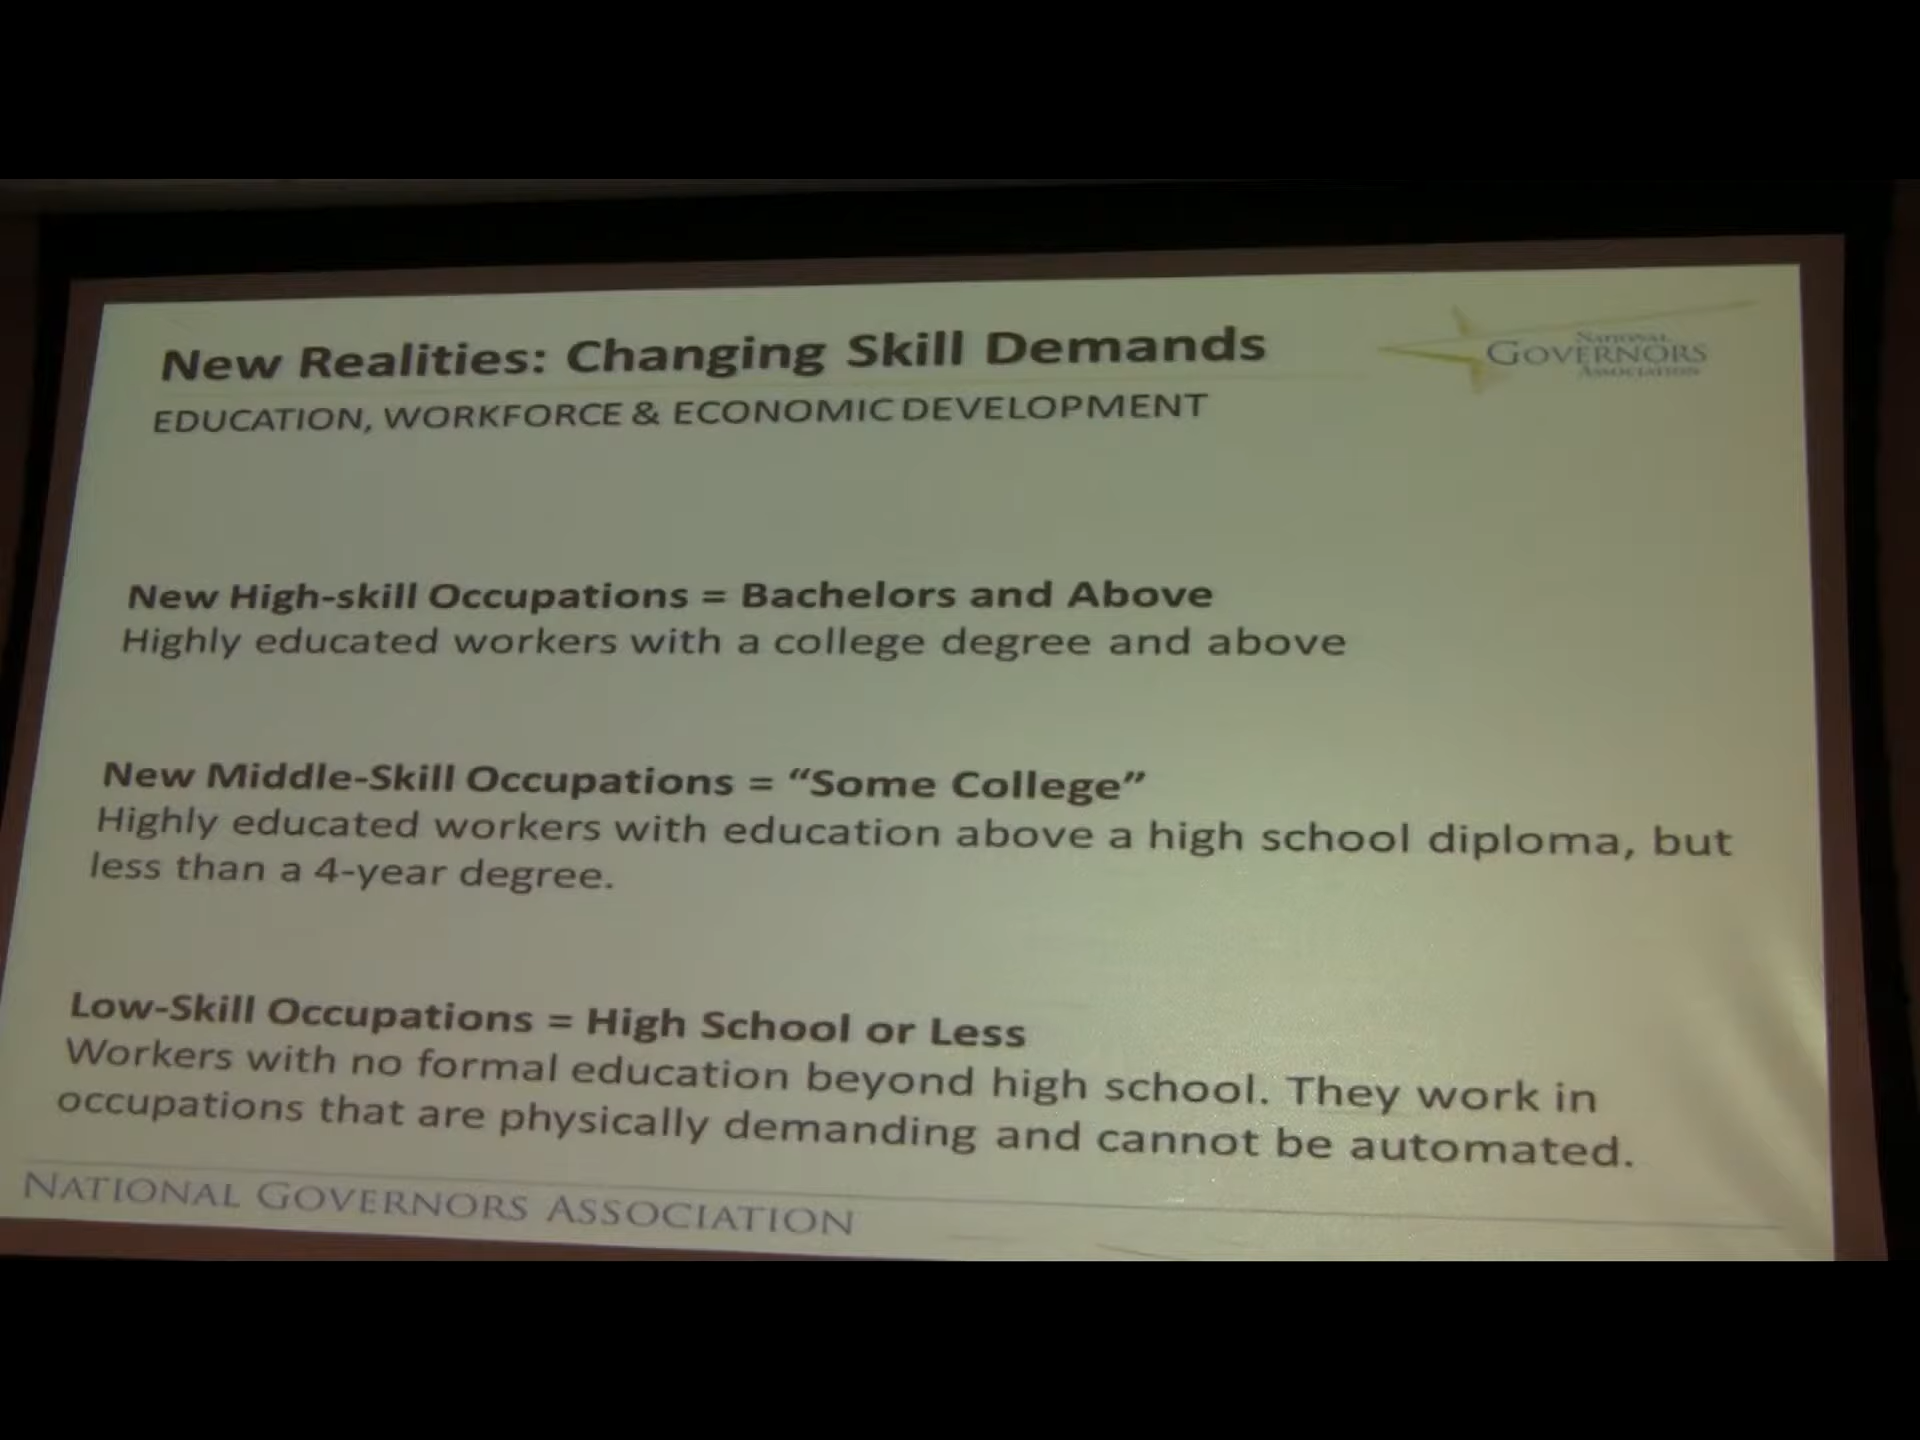 New Realities: Changing Skill Demands
NATIONAL
GOVERNORS
ASSOCIATION
EDUCATION, WORKFORCE & ECONOMIC DEVELOPMENT
New High-skill Occupations = Bachelors and Above
Highly educated workers with a college degree and above
New Middle-Skill Occupations = “Some College”
Highly educated workers with education above a high school diploma, but
less than a 4-year degree.
Low-Skill Occupations = High School or Less
Workers with no formal education beyond high school. They work in
occupations that are physically demanding and cannot be automated.
NATIONAL GOVERNORS ASSOCIATION